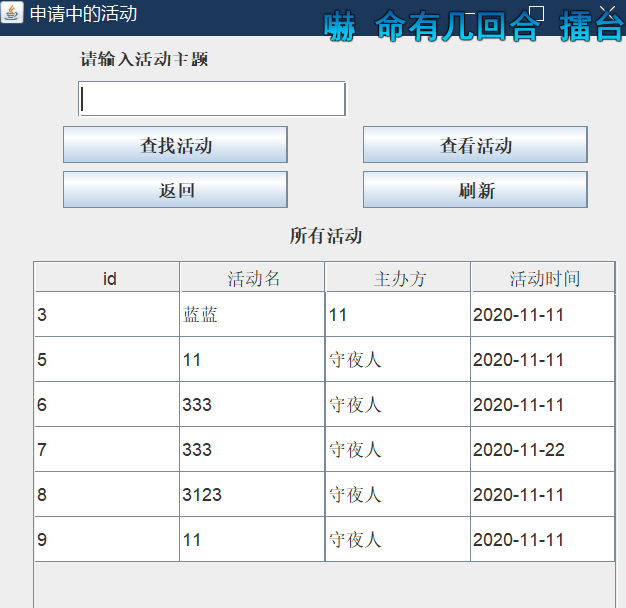 申请中的活动
嚇 命有几回合 擂台
请输入活动主题
查找活动 查看活动
返回 刷新
所有活动
id 活动名 主办方 活动时间
3 蓝蓝 11 2020-11-11
5 11 守夜人 2020-11-11
6 333 守夜人 2020-11-11
7 333 守夜人 2020-11-22
8 3123 守夜人 2020-11-11
9 11 守夜人 2020-11-11